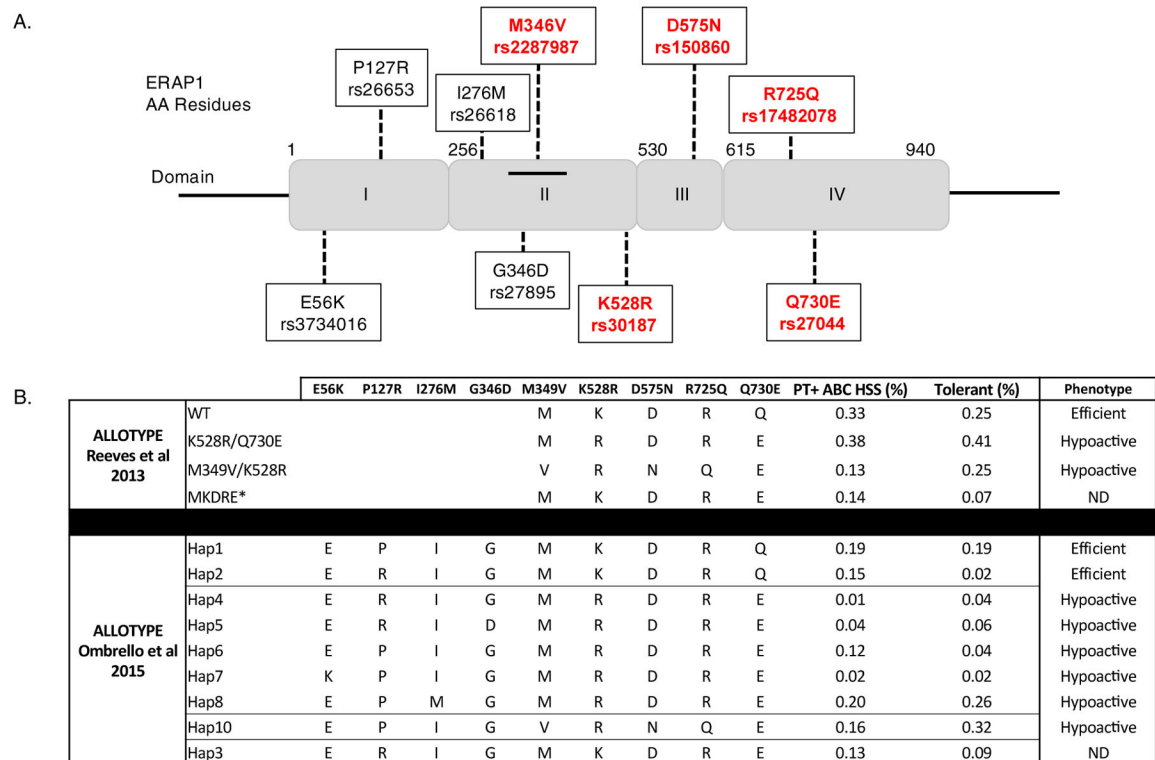 A.
M346V
rs2287987
D575N
rs150860
P127R
rs26653
I276M
rs26618
R725Q
rs17482078
ERAP1
AA Residues
1 256 530 615 940
Domain
I II III IV
E56K
rs3734016
G346D
rs27895
K528R
rs30187
Q730E
rs27044
B.
E56K P127R I276M G346D M349V K528R D575N R725Q Q730E PT+ ABC HSS (%) Tolerant (%) Phenotype
ALLOTYPE
Reeves et al
2013
WT M K D R Q 0.33 0.25 Efficient
K528R/Q730E M R D R E 0.38 0.41 Hypoactive
M349V/K528R V R N Q E 0.13 0.25 Hypoactive
MKDRE* M K D R E 0.14 0.07 ND
ALLOTYPE
Ombrello et al
2015
Hap1 E P I G M K D R Q 0.19 0.19 Efficient
Hap2 E R I G M K D R Q 0.15 0.02 Efficient
Hap4 E R I G M R D R E 0.01 0.04 Hypoactive
Hap5 E R I D M R D R E 0.04 0.06 Hypoactive
Hap6 E P I G M R D R E 0.12 0.04 Hypoactive
Hap7 K P I G M R D R E 0.02 0.02 Hypoactive
Hap8 E P M G M R D R E 0.20 0.26 Hypoactive
Hap10 E P I G V R N Q E 0.16 0.32 Hypoactive
Hap3 E R I G M K D R E 0.13 0.09 ND